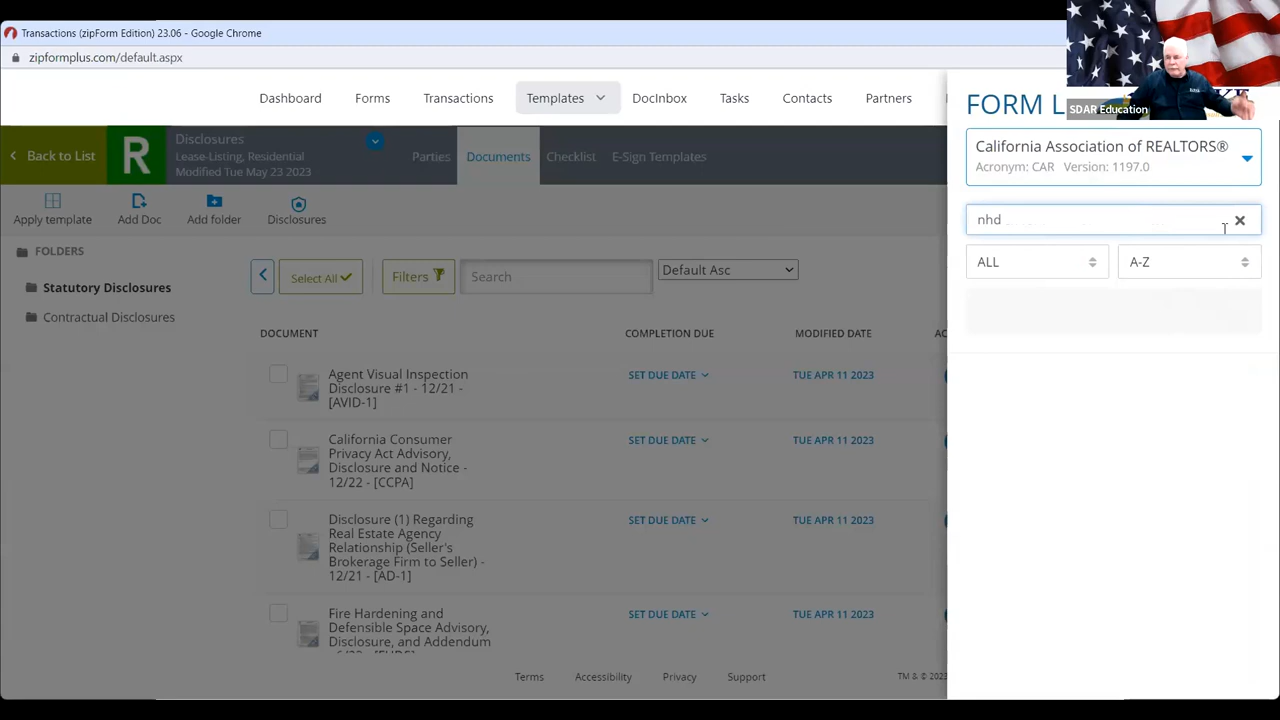 Transactions (zipForm Edition) 23.06 - Google Chrome
zipformplus.com/default.aspx
Dashboard
Forms
Transactions
Templates
DocInbox
Tasks
Contacts
Partners
FORM L
SDAR Education
Back to List
R
Disclosures
Lease-Listing, Residential
Modified Tue May 23 2023
Parties
Documents
Checklist
E-Sign Templates
California Association of REALTORS®
Acronym: CAR Version: 1197.0
Apply template
Add Doc
Add folder
Disclosures
nhd
ALL
A-Z
FOLDERS
Statutory Disclosures
Contractual Disclosures
Select All
Filters
Search
Default Asc
DOCUMENT
COMPLETION DUE
MODIFIED DATE
AC
Agent Visual Inspection
Disclosure #1 - 12/21 -
[AVID-1]
SET DUE DATE
TUE APR 11 2023
California Consumer
Privacy Act Advisory,
Disclosure and Notice -
12/22 - [CCPA]
SET DUE DATE
TUE APR 11 2023
Disclosure (1) Regarding
Real Estate Agency
Relationship (Seller's
Brokerage Firm to Seller) -
12/21 - [AD-1]
SET DUE DATE
TUE APR 11 2023
Fire Hardening and
Defensible Space Advisory,
Disclosure, and Addendum
SET DUE DATE
TUE APR 11 2023
Terms
Accessibility
Privacy
Support
TM & © 2023